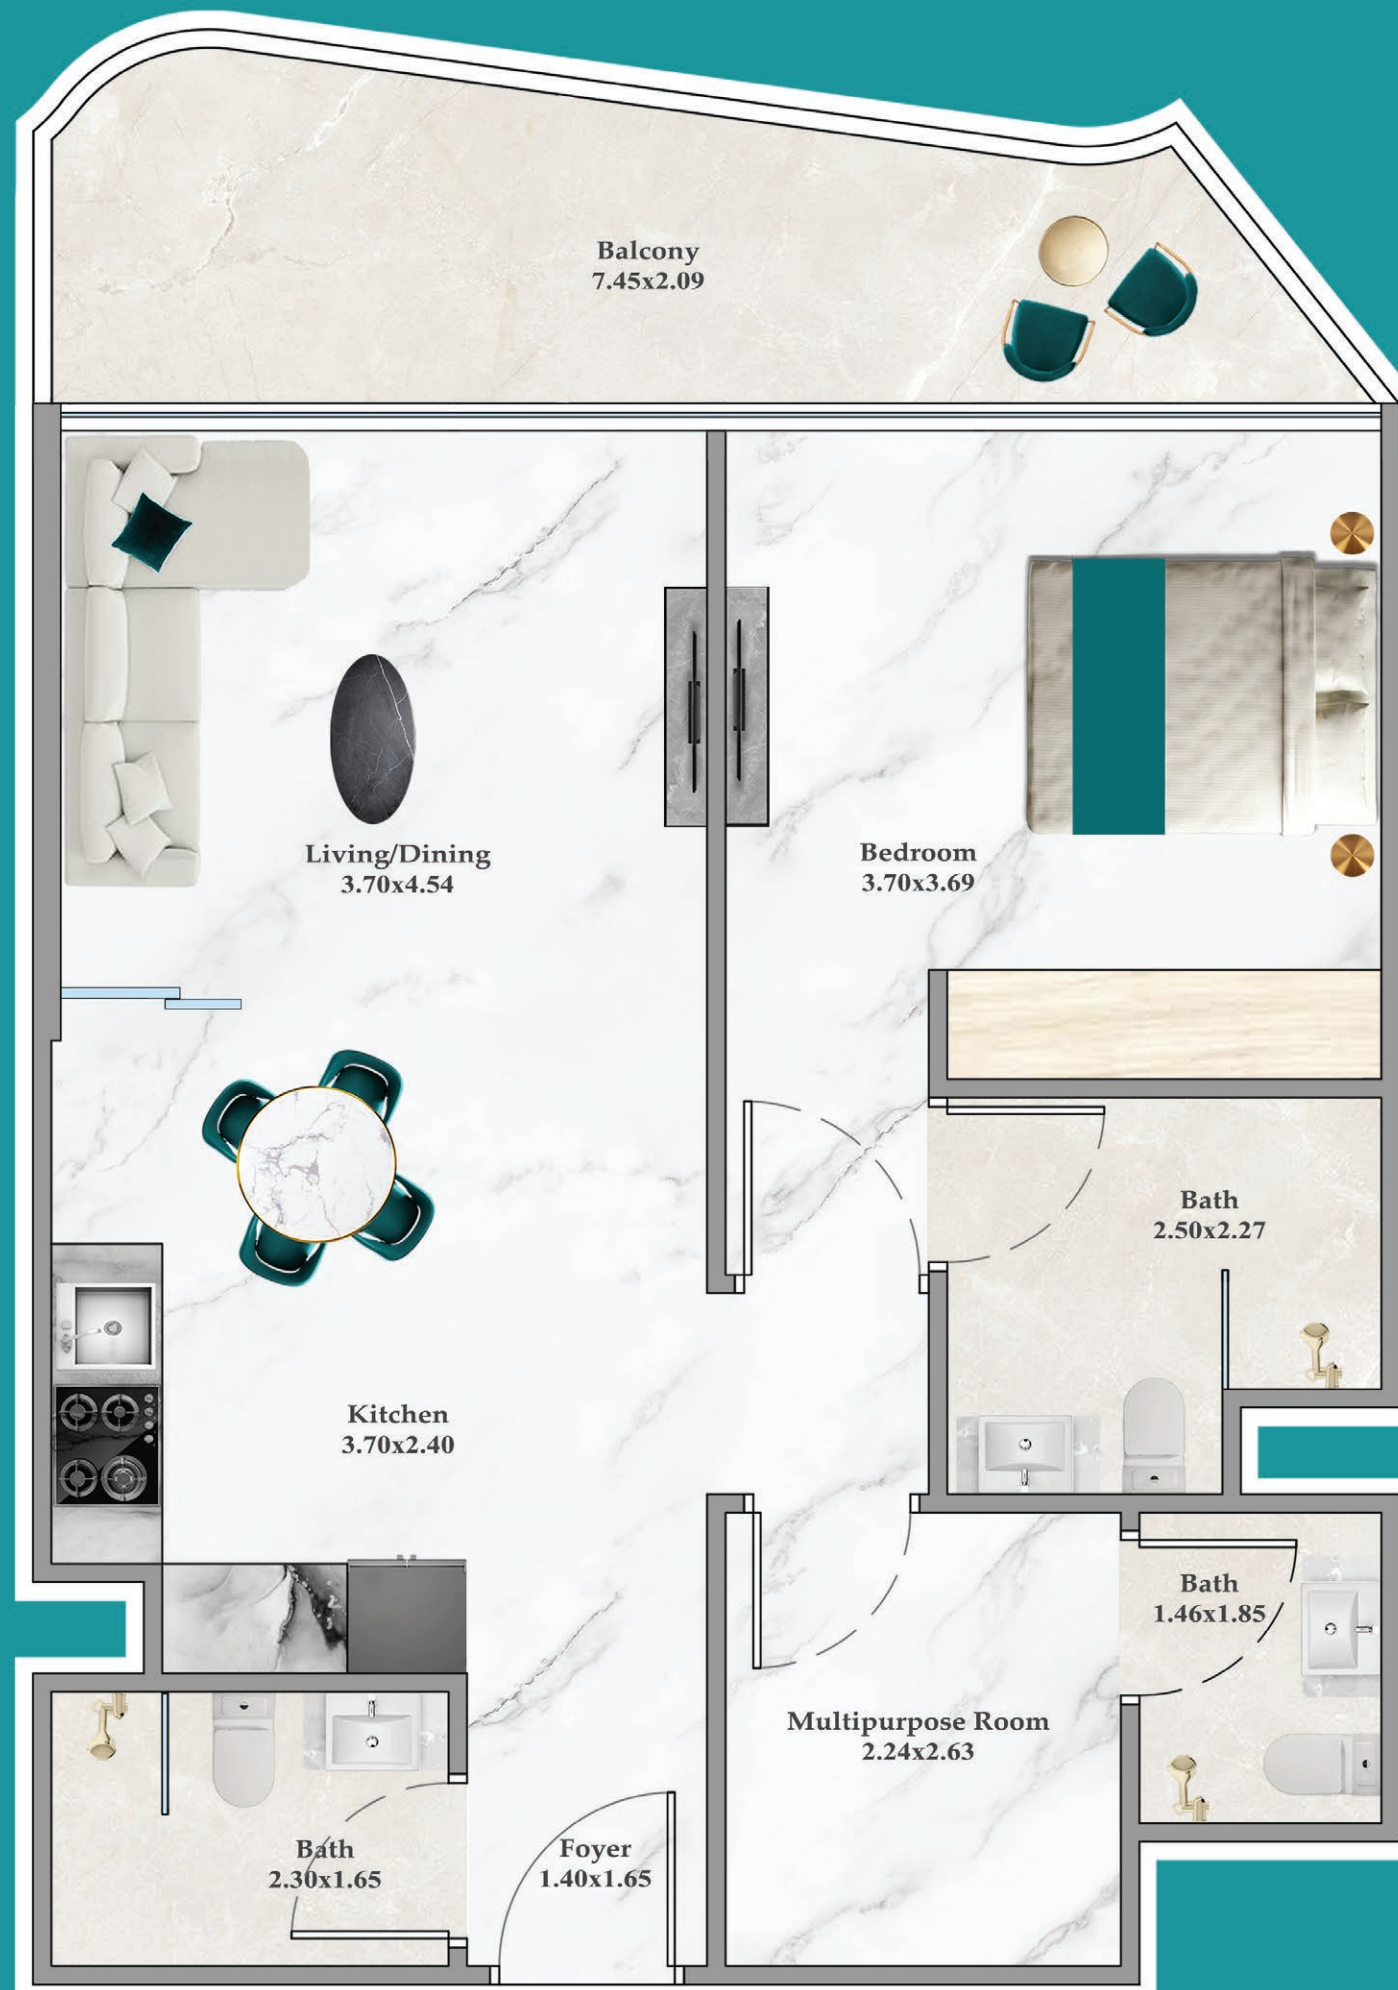 Balcony
7.45x2.09
Living/Dining
3.70x4.54
Bedroom
3.70x3.69
Bath
2.50x2.27
Kitchen
3.70x2.40
Bath
1.46x1.85
Multipurpose Room
2.24x2.63
Bath
2.30x1.65
Foyer
1.40x1.65